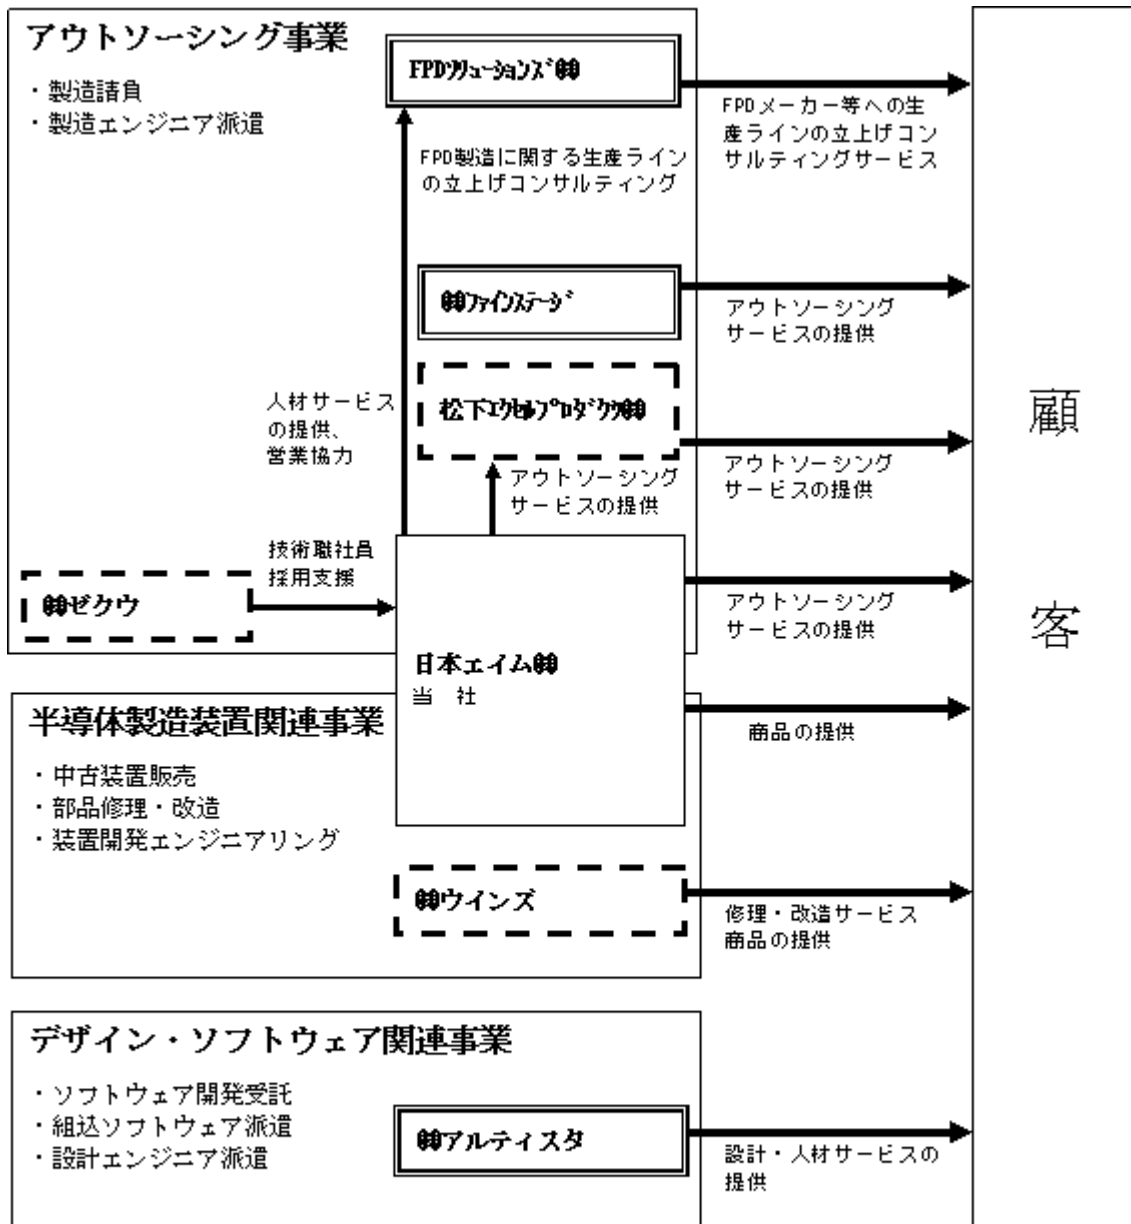 アウトソーシング事業
・製造請負
・製造エンジニア派遣
FPDｿﾘｭｰｼｮﾝｽﾞ㈱
FPDメーカー等への生
産ラインの立上げコン
サルティングサービス
FPD製造に関する生産ライン
の立上げコンサルティング
㈱ﾌｧｲﾝｽﾃｰｼﾞ
アウトソーシング
サービスの提供
人材サービス
の提供、
営業協力
松下ｴｸｾﾙﾌﾟﾛﾀﾞｸﾂ㈱
アウトソーシング
サービスの提供
アウトソーシング
サービスの提供
技術職社員
採用支援
㈱ゼクウ
アウトソーシング
サービスの提供
日本エイム㈱
当 社
商品の提供
半導体製造装置関連事業
・中古装置販売
・部品修理・改造
・装置開発エンジニアリング
㈱ウインズ
修理・改造サービス
商品の提供
デザイン・ソフトウェア関連事業
・ソフトウェア開発受託
・組込ソフトウェア派遣
・設計エンジニア派遣
㈱アルティスタ
設計・人材サービスの
提供
顧
客